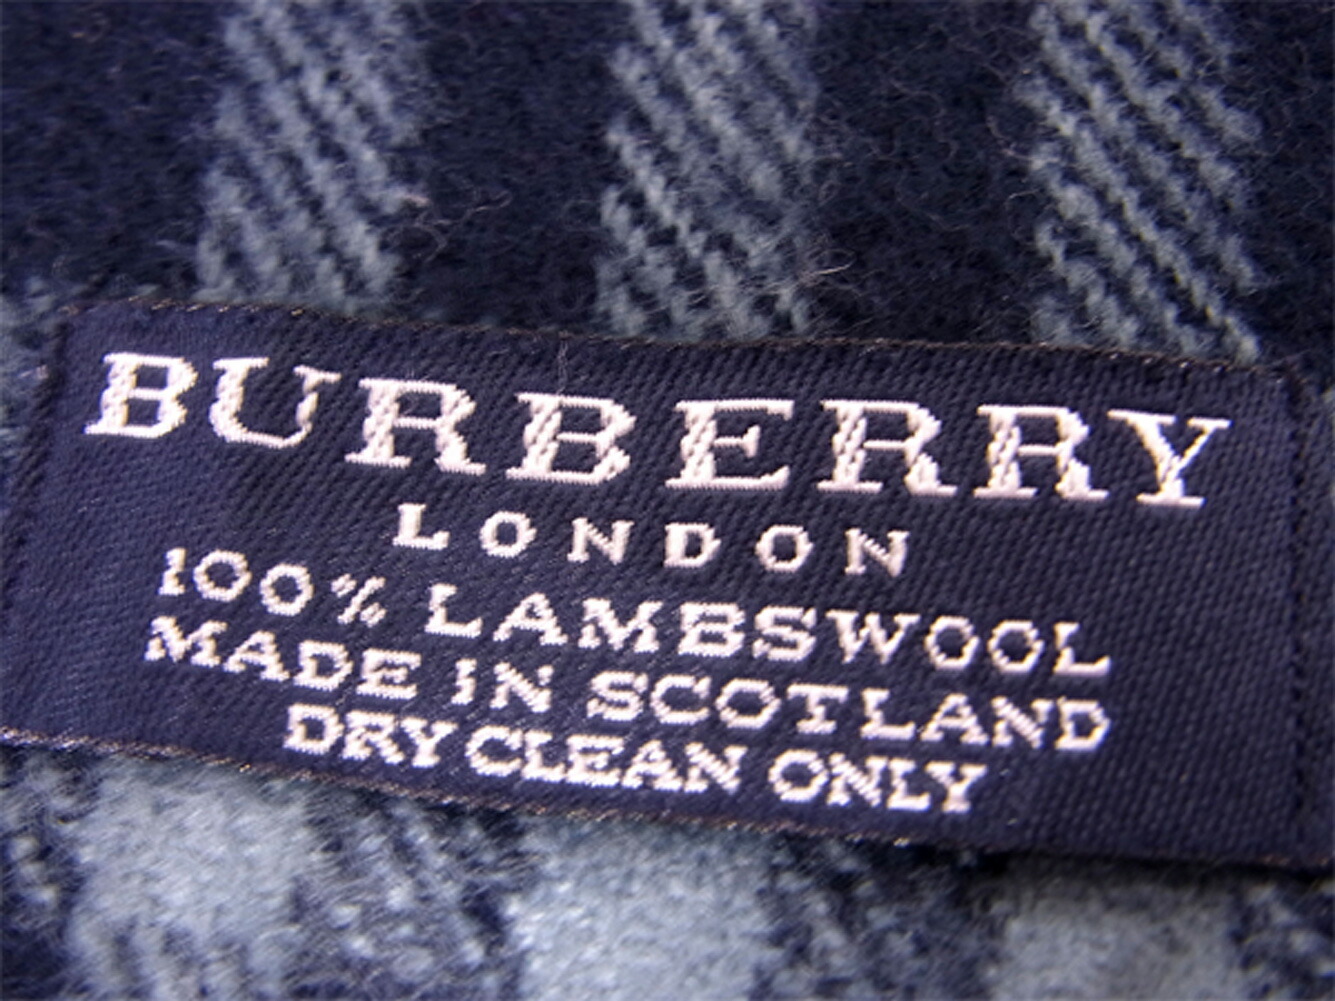 BURBERRY
LONDON
100% LAMBSWOOL
MADE IN SCOTLAND
DRY CLEAN ONLY